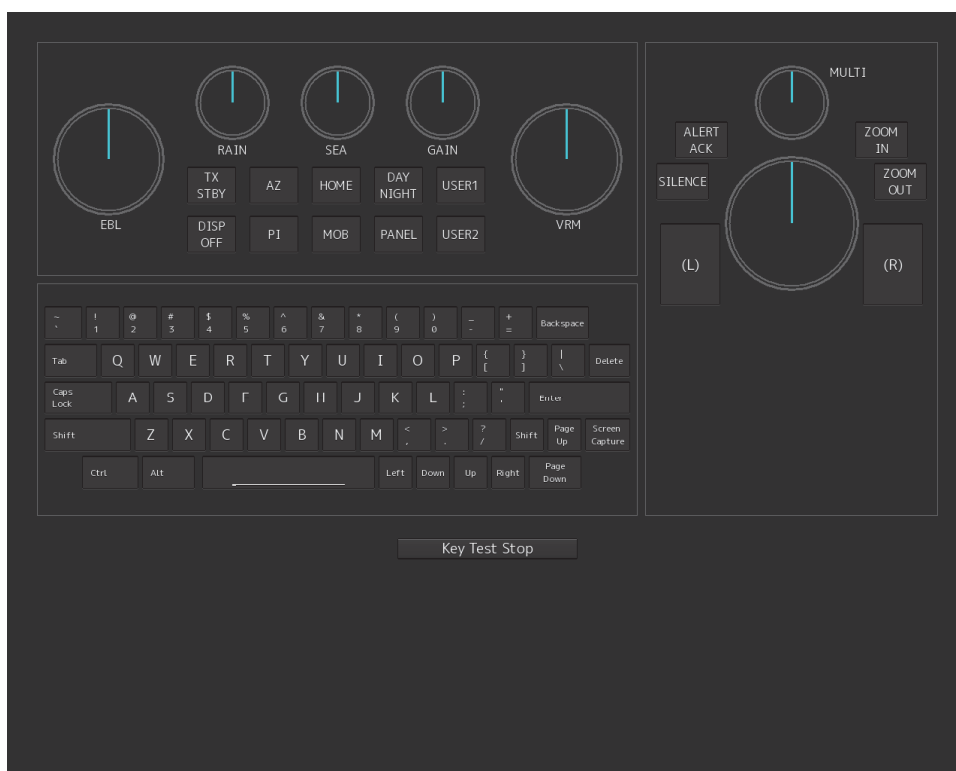 MULTI
RAIN
SEA
GAIN
EBL
VRM
TX
STBY
AZ
HOME
DAY
NIGHT
USER1
DISP
OFF
PI
MOB
PANEL
USER2
ALERT
ACK
SILENCE
ZOOM
IN
ZOOM
OUT
(L)
(R)
~ ! @ # $ % ^ & * ( ) _ +
` 1 2 3 4 5 6 7 8 9 0 - = Backspace
Tab Q W E R T Y U I O P { [ } ] | \ Delete
Caps
Lock
A S D F G H J K L : ; " ' Enter
Shift Z X C V B N M < , > . ? / Shift
Page
Up
Screen
Capture
Ctrl Alt Left Down Up Right
Page
Down
Key Test Stop